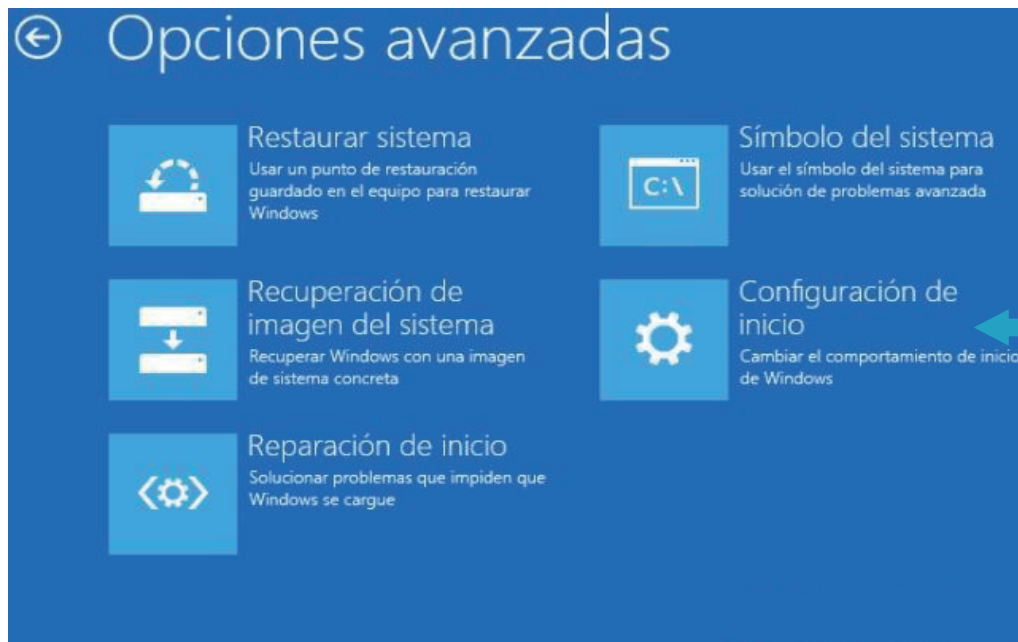 Opciones avanzadas
Restaurar sistema
Usar un punto de restauración
guardado en el equipo para restaurar
Windows
Recuperación de
imagen del sistema
Recuperar Windows con una imagen
de sistema concreta
Reparación de inicio
Solucionar problemas que impiden que
Windows se cargue
Símbolo del sistema
Usar el símbolo del sistema para
solución de problemas avanzada
C:\
Configuración de
inicio
Cambiar el comportamiento de inicio
de Windows